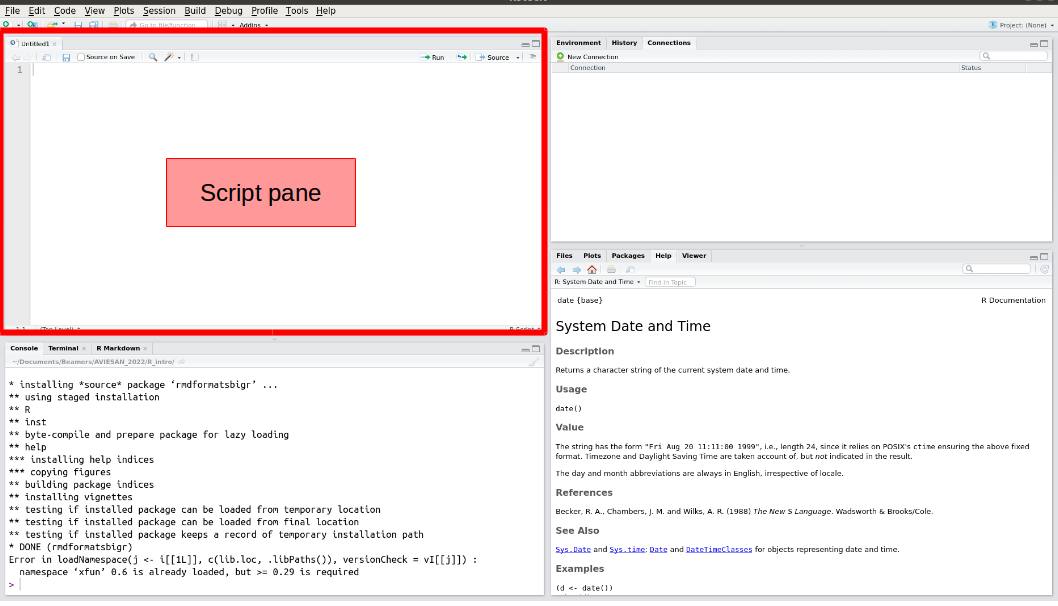 File Edit Code View Plots Session Build Debug Profile Tools Help
Go to file/function Addins Project: (None)
Untitled1
Source on Save Run Source
1
Script pane
1:1 (Top Level) R Script
Console Terminal R Markdown
~/Documents/Beamers/AVIESAN_2022/R_intro/
* installing *source* package ‘rmdformatsbigr’ ...
** using staged installation
** R
** inst
** byte-compile and prepare package for lazy loading
** help
*** installing help indices
*** copying figures
** building package indices
** installing vignettes
** testing if installed package can be loaded from temporary location
** testing if installed package can be loaded from final location
** testing if installed package keeps a record of temporary installation path
* DONE (rmdformatsbigr)
Error in loadNamespace(j <- i[[1L]], c(lib.loc, .libPaths()), versionCheck = vI[[j]]) :
namespace ‘xfun’ 0.6 is already loaded, but >= 0.29 is required
>
Environment History Connections
New Connection
Connection Status
Files Plots Packages Help Viewer
R: System Date and Time Find in Topic
date {base} R Documentation
System Date and Time
Description
Returns a character string of the current system date and time.
Usage
date()
Value
The string has the form "Fri Aug 20 11:11:00 1999", i.e., length 24, since it relies on POSIX's ctime ensuring the above fixed
format. Timezone and Daylight Saving Time are taken account of, but not indicated in the result.
The day and month abbreviations are always in English, irrespective of locale.
References
Becker, R. A., Chambers, J. M. and Wilks, A. R. (1988) The New S Language. Wadsworth & Brooks/Cole.
See Also
Sys.Date and Sys.time; Date and DateTimeClasses for objects representing date and time.
Examples
(d <- date())